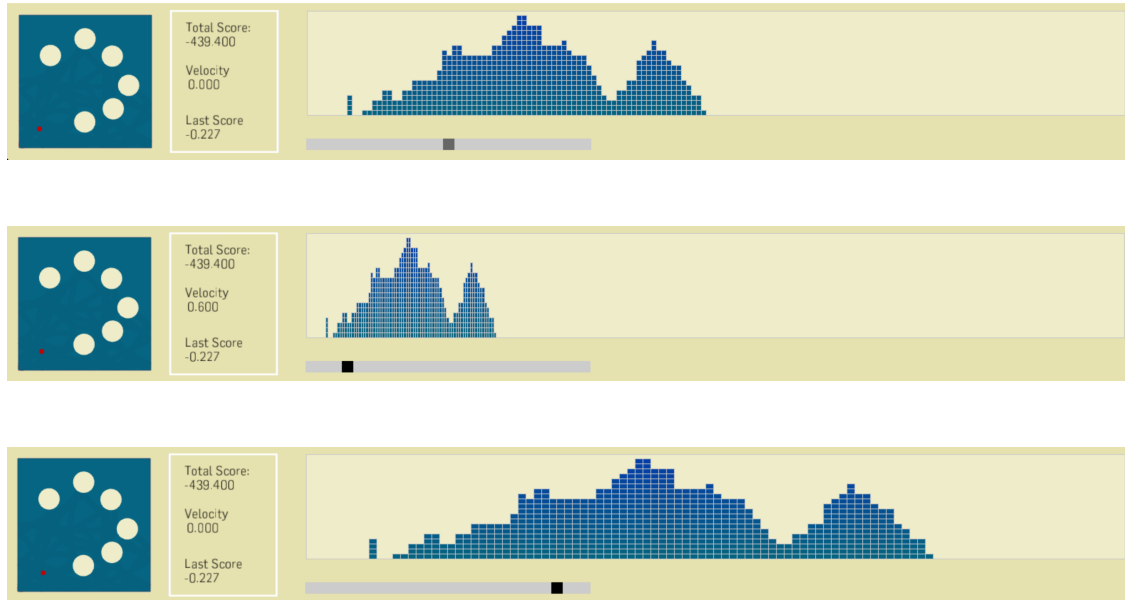 Total Score:
-439.400
Velocity
0.000
Last Score
-0.227
Total Score:
-439.400
Velocity
0.600
Last Score
-0.227
Total Score:
-439.400
Velocity
0.000
Last Score
-0.227